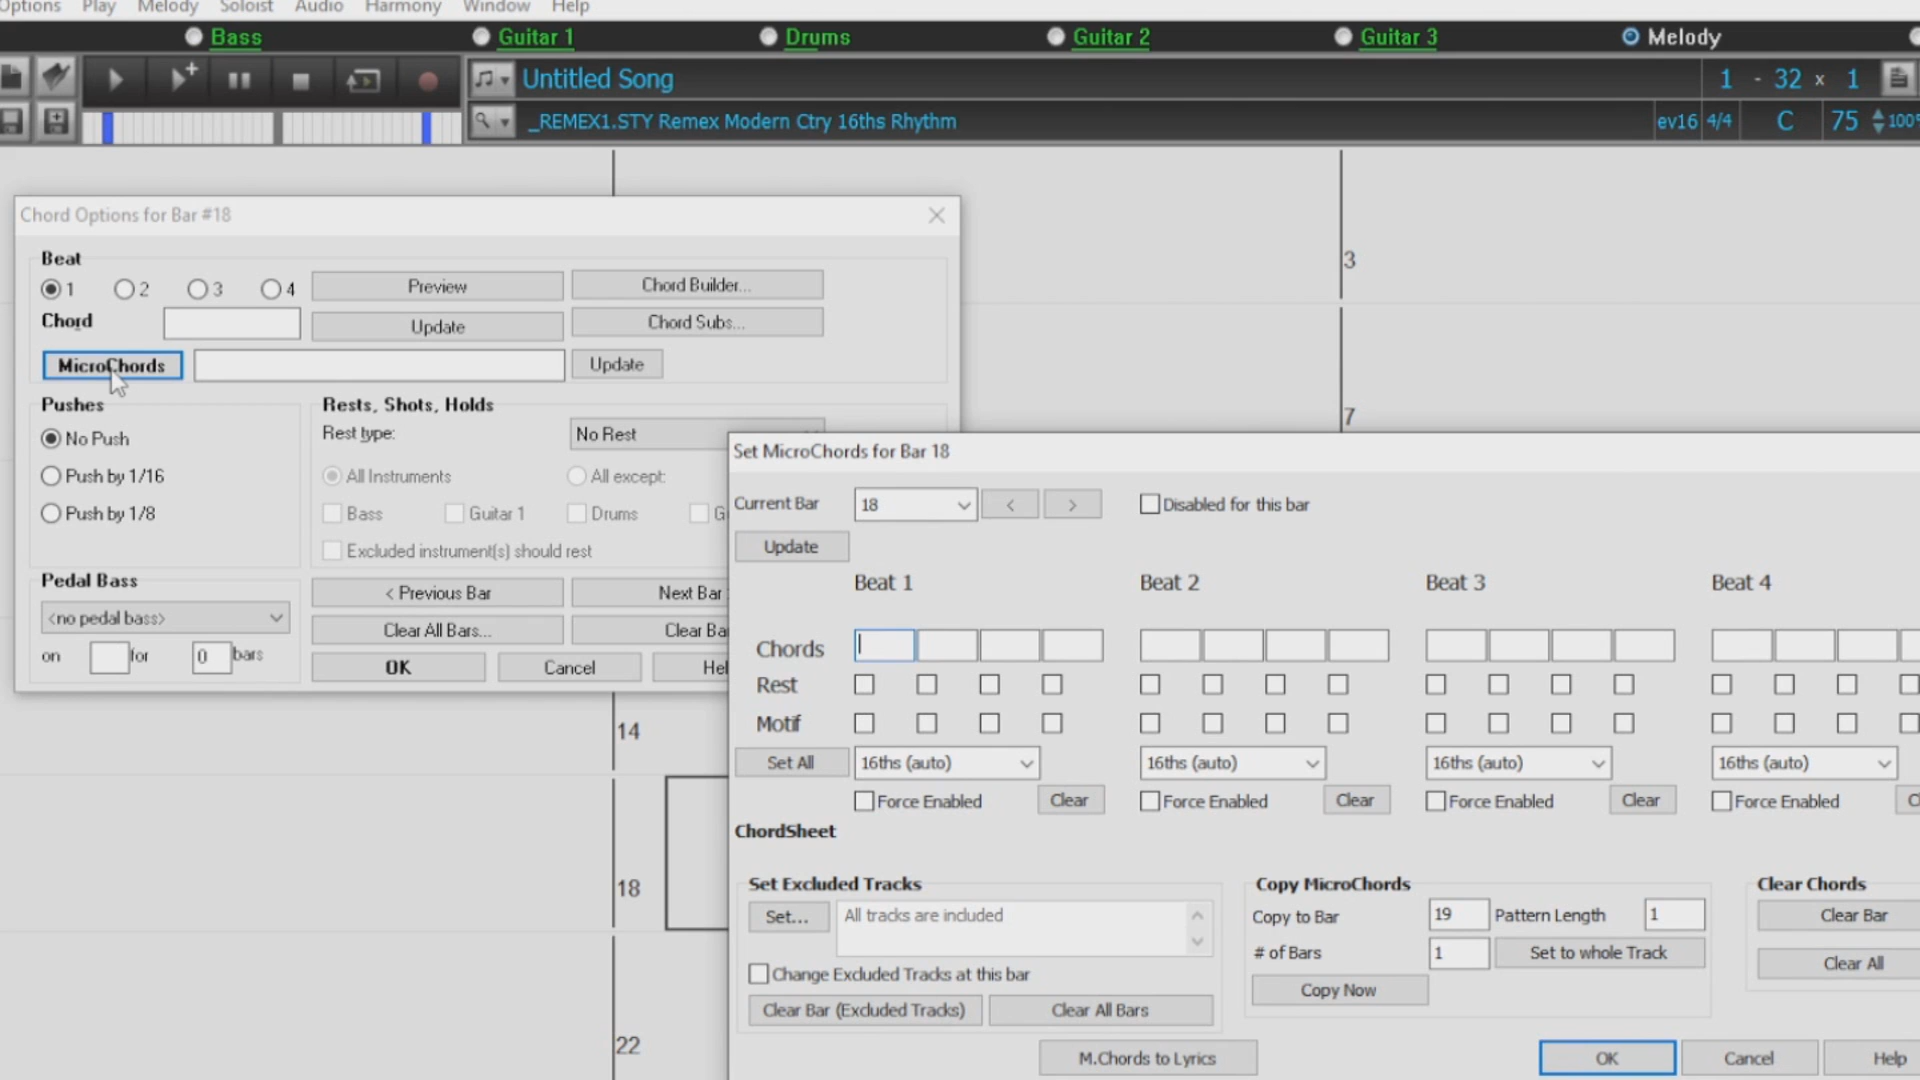 Options Play Melody Soloist Audio Harmony Window Help
Bass Guitar 1 Drums Guitar 2 Guitar 3 Melody
Untitled Song 1 - 32 x 1
_REMEX1.STY Remex Modern Ctry 16ths Rhythm ev16 4/4 C 75 100%
3
7
14
18
22
Chord Options for Bar #18
Beat
1 2 3 4 Preview Chord Builder...
Chord Update Chord Subs...
MicroChords Update
Pushes
No Push
Push by 1/16
Push by 1/8
Rests, Shots, Holds
Rest type: No Rest
All Instruments All except:
Bass Guitar 1 Drums G
Excluded instrument(s) should rest
Pedal Bass
<no pedal bass>
on for 0 bars
< Previous Bar Next Bar
Clear All Bars... Clear Ba
OK Cancel Hel
Set MicroChords for Bar 18
Current Bar 18 < > Disabled for this bar
Update
Beat 1 Beat 2 Beat 3 Beat 4
Chords
Rest
Motif
Set All 16ths (auto) 16ths (auto) 16ths (auto) 16ths (auto)
Force Enabled Clear Force Enabled Clear Force Enabled Clear Force Enabled C
ChordSheet
Set Excluded Tracks
Set... All tracks are included
Change Excluded Tracks at this bar
Clear Bar (Excluded Tracks) Clear All Bars
Copy MicroChords
Copy to Bar 19 Pattern Length 1
# of Bars 1 Set to whole Track
Copy Now
Clear Chords
Clear Bar
Clear All
M.Chords to Lyrics OK Cancel Help